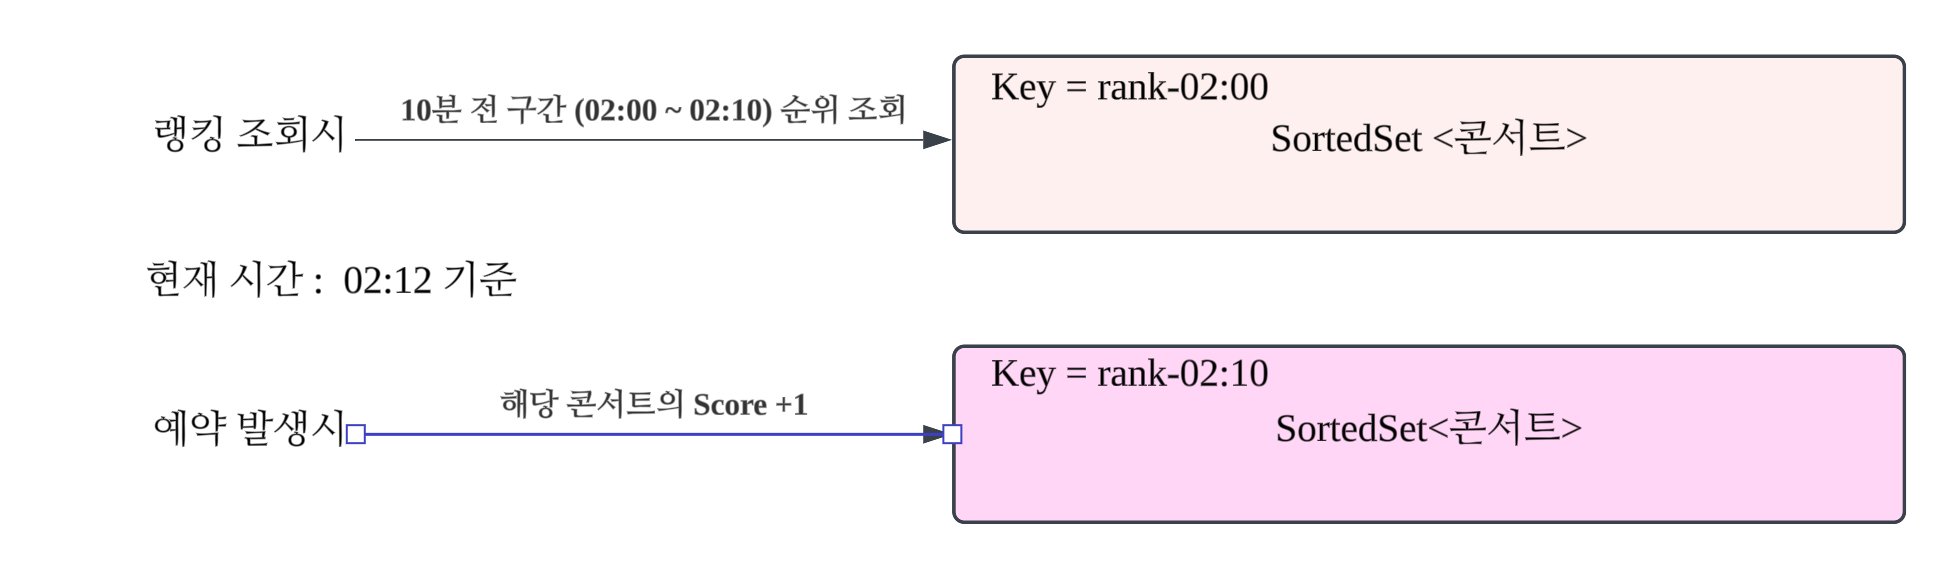 Key = rank-02:00
10분 전 구간 (02:00 ~ 02:10) 순위 조회
랭킹 조회시
SortedSet <콘서트>
현재 시간 :  02:12 기준
Key = rank-02:10
해당 콘서트의 Score +1
예약 발생시
SortedSet<콘서트>